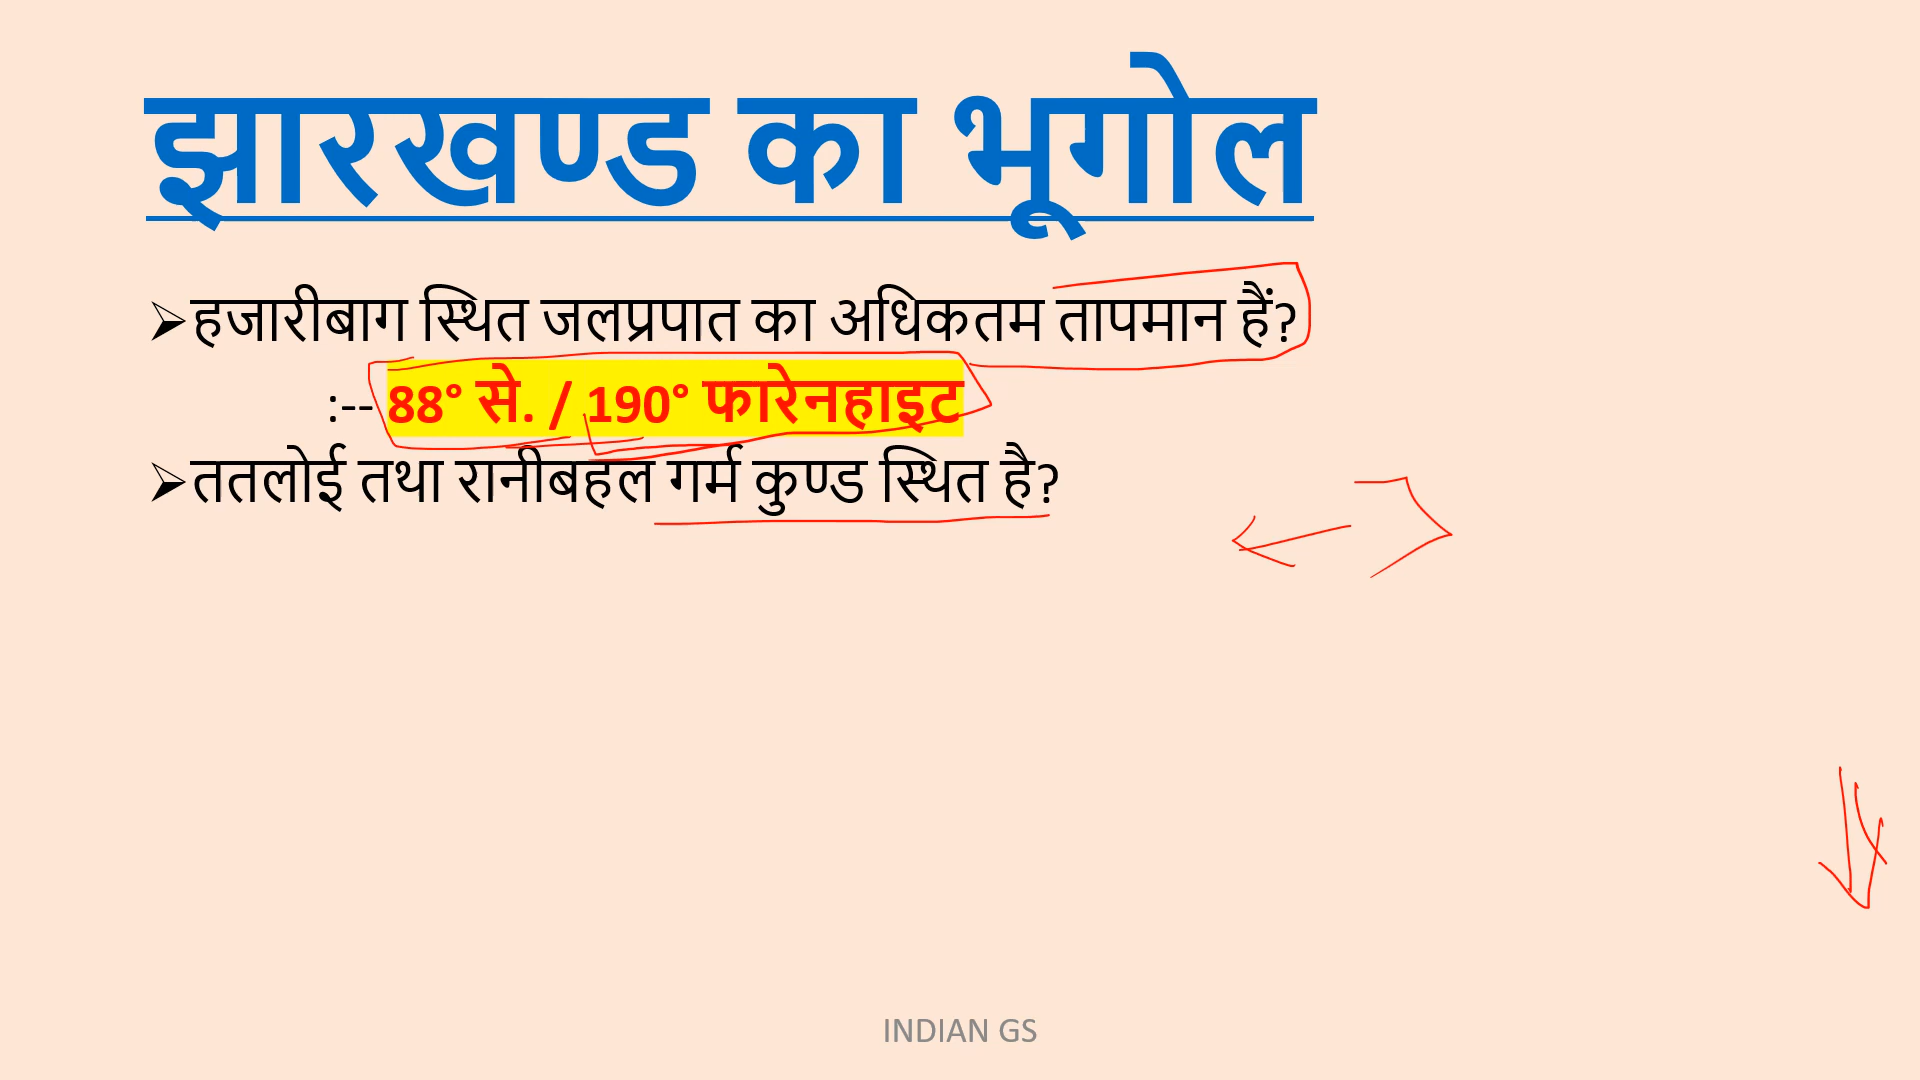 झारखण्ड का भूगोल
➢हजारीबाग स्थित जलप्रपात का अधिकतम तापमान हैं?
:-- 88° से. / 190° फारेनहाइट
➢ततलोई तथा रानीबहल गर्म कुण्ड स्थित है?
INDIAN GS